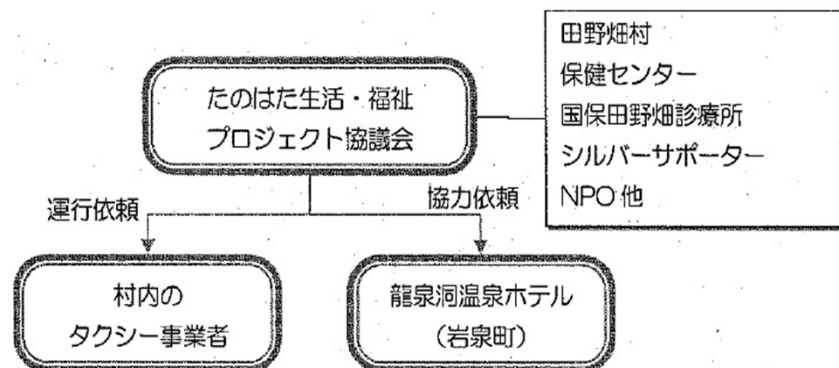 たのはた生活・福祉
プロジェクト協議会
田野畑村
保健センター
国保田野畑診療所
シルバーサポーター
NPO他
運行依頼
協力依頼
村内の
タクシー事業者
龍泉洞温泉ホテル
（岩泉町）